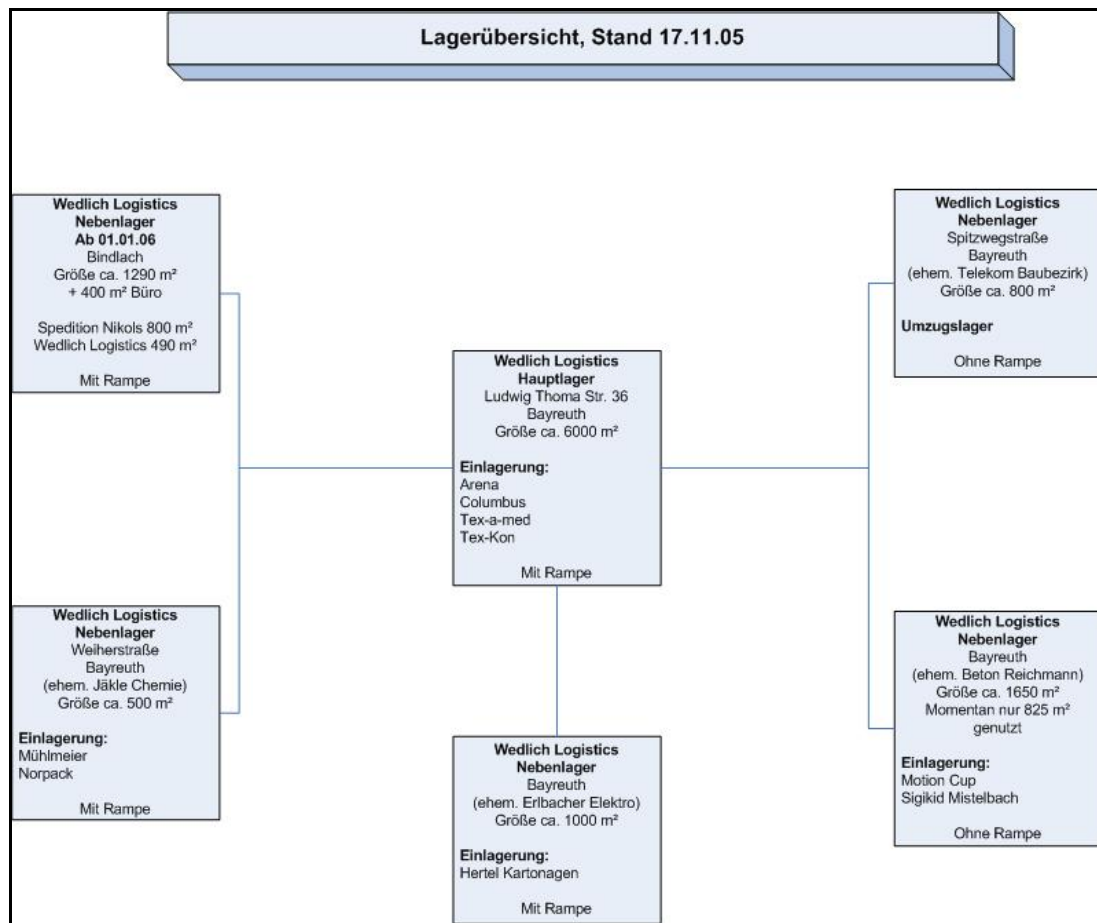 Lagerübersicht, Stand 17.11.05
Wedlich Logistics
Nebenlager
Ab 01.01.06
Bindlach
Größe ca. 1290 m²
+ 400 m² Büro
Spedition Nikols 800 m²
Wedlich Logistics 490 m²
Mit Rampe
Wedlich Logistics
Nebenlager
Spitzwegstraße
Bayreuth
(ehem. Telekom Baubezirk)
Größe ca. 800 m²
Umzugslager
Ohne Rampe
Wedlich Logistics
Hauptlager
Ludwig Thoma Str. 36
Bayreuth
Größe ca. 6000 m²
Einlagerung:
Arena
Columbus
Tex-a-med
Tex-Kon
Mit Rampe
Wedlich Logistics
Nebenlager
Weiherstraße
Bayreuth
(ehem. Jäkle Chemie)
Größe ca. 500 m²
Einlagerung:
Mühlmeier
Norpack
Mit Rampe
Wedlich Logistics
Nebenlager
Bayreuth
(ehem. Erlbacher Elektro)
Größe ca. 1000 m²
Einlagerung:
Hertel Kartonagen
Mit Rampe
Wedlich Logistics
Nebenlager
Bayreuth
(ehem. Beton Reichmann)
Größe ca. 1650 m²
Momentan nur 825 m²
genutzt
Einlagerung:
Motion Cup
Sigikid Mistelbach
Ohne Rampe